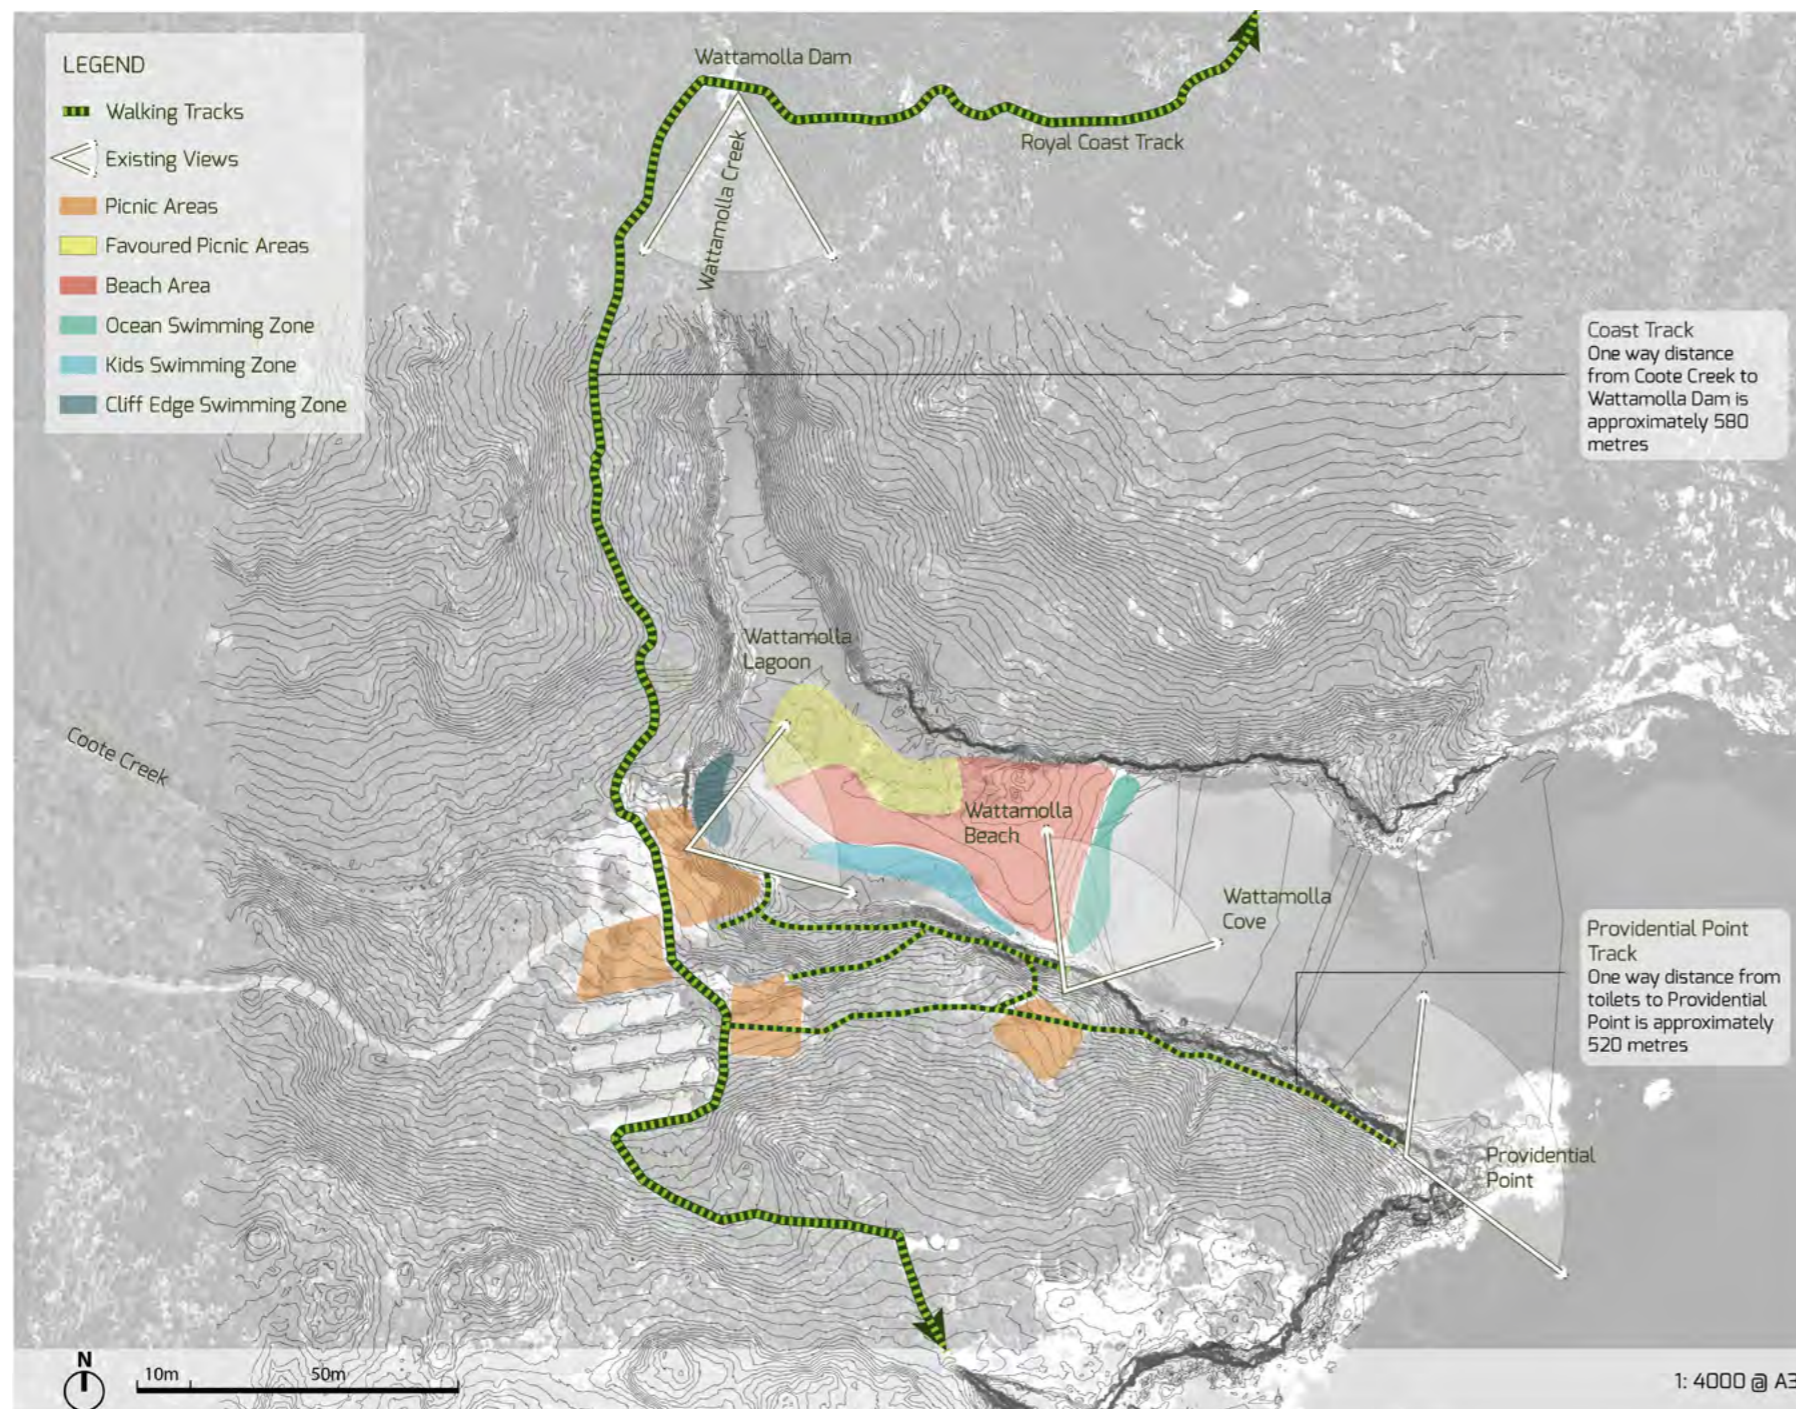 LEGEND
Walking Tracks
Existing Views
Picnic Areas
Favoured Picnic Areas
Beach Area
Ocean Swimming Zone
Kids Swimming Zone
Cliff Edge Swimming Zone
Wattamolla Dam
Royal Coast Track
Wattamolla Creek
Coast Track
One way distance
from Coote Creek to
Wattamolla Dam is
approximately 580
metres
Wattamolla
Lagoon
Coote Creek
Wattamolla
Beach
Wattamolla
Cove
Providential Point
Track
One way distance from
toilets to Providential
Point is approximately
520 metres
Providential
Point
N
10m
50m
1: 4000 @ A3